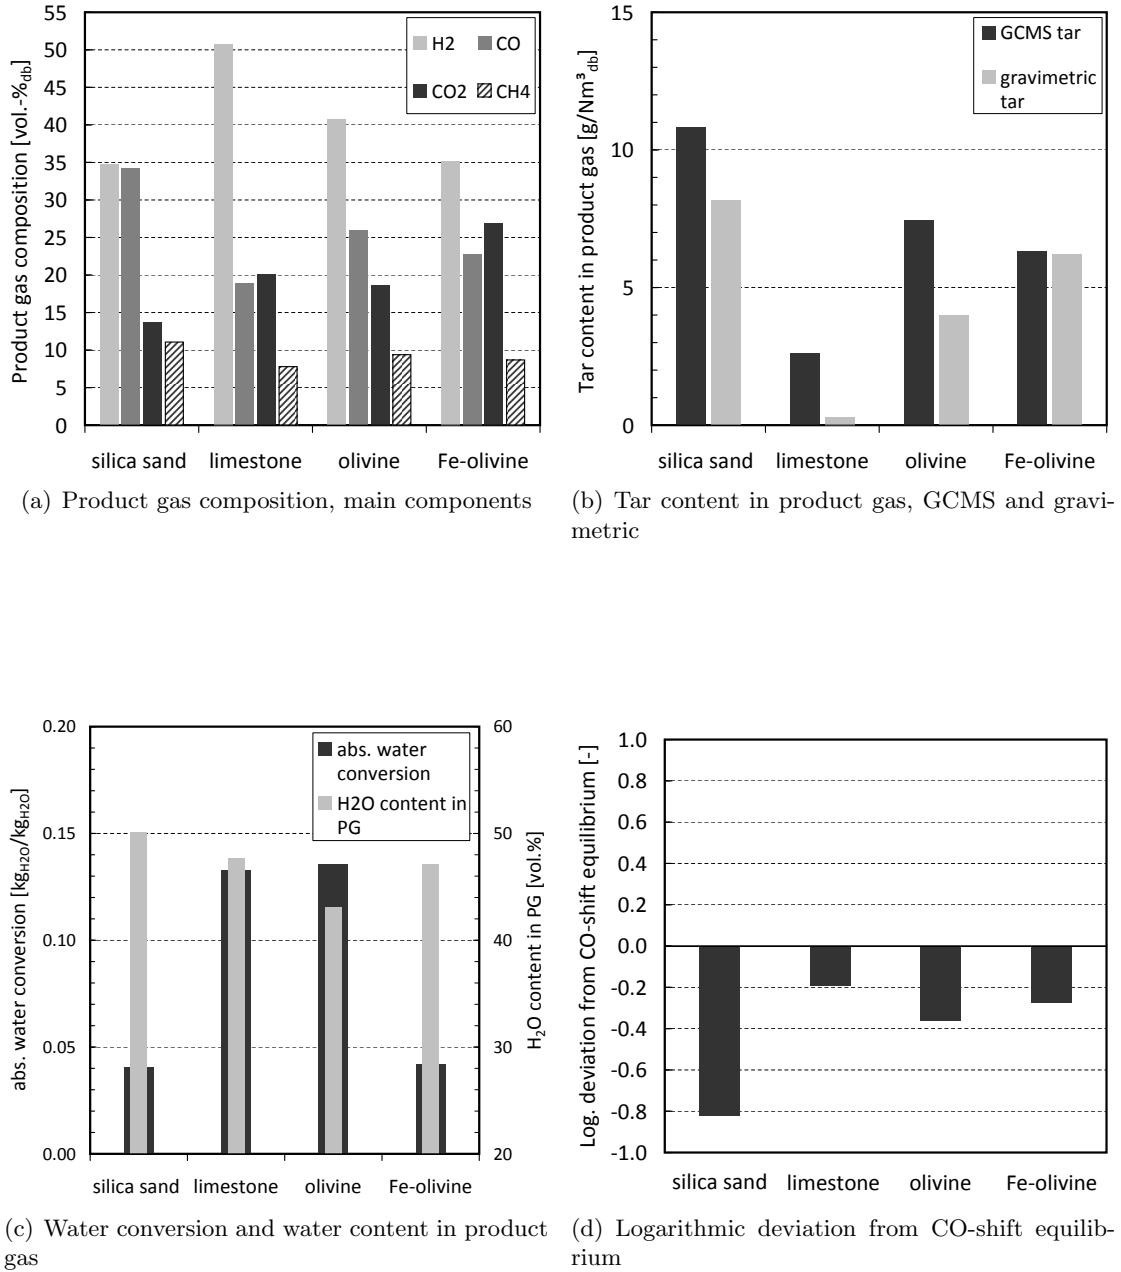 Product gas composition [vol.-%db]
55
50
45
40
35
30
25
20
15
10
5
0
H2
CO
CO2
CH4
silica sand
limestone
olivine
Fe-olivine
(a) Product gas composition, main components
Tar content in product gas [g/Nm³db]
15
10
5
0
GCMS tar
gravimetric
tar
silica sand
limestone
olivine
Fe-olivine
(b) Tar content in product gas, GCMS and gravi-
metric
abs. water conversion [kgH2O/kgH2O]
0.20
0.15
0.10
0.05
0.00
abs. water
conversion
H2O content in
PG
60
50
40
30
20
H2O content in PG [vol.%]
silica sand
limestone
olivine
Fe-olivine
(c) Water conversion and water content in product
gas
Log. deviation from CO-shift equilibrium [-]
1.0
0.8
0.6
0.4
0.2
0.0
-0.2
-0.4
-0.6
-0.8
-1.0
silica sand
limestone
olivine
Fe-olivine
(d) Logarithmic deviation from CO-shift equilib-
rium